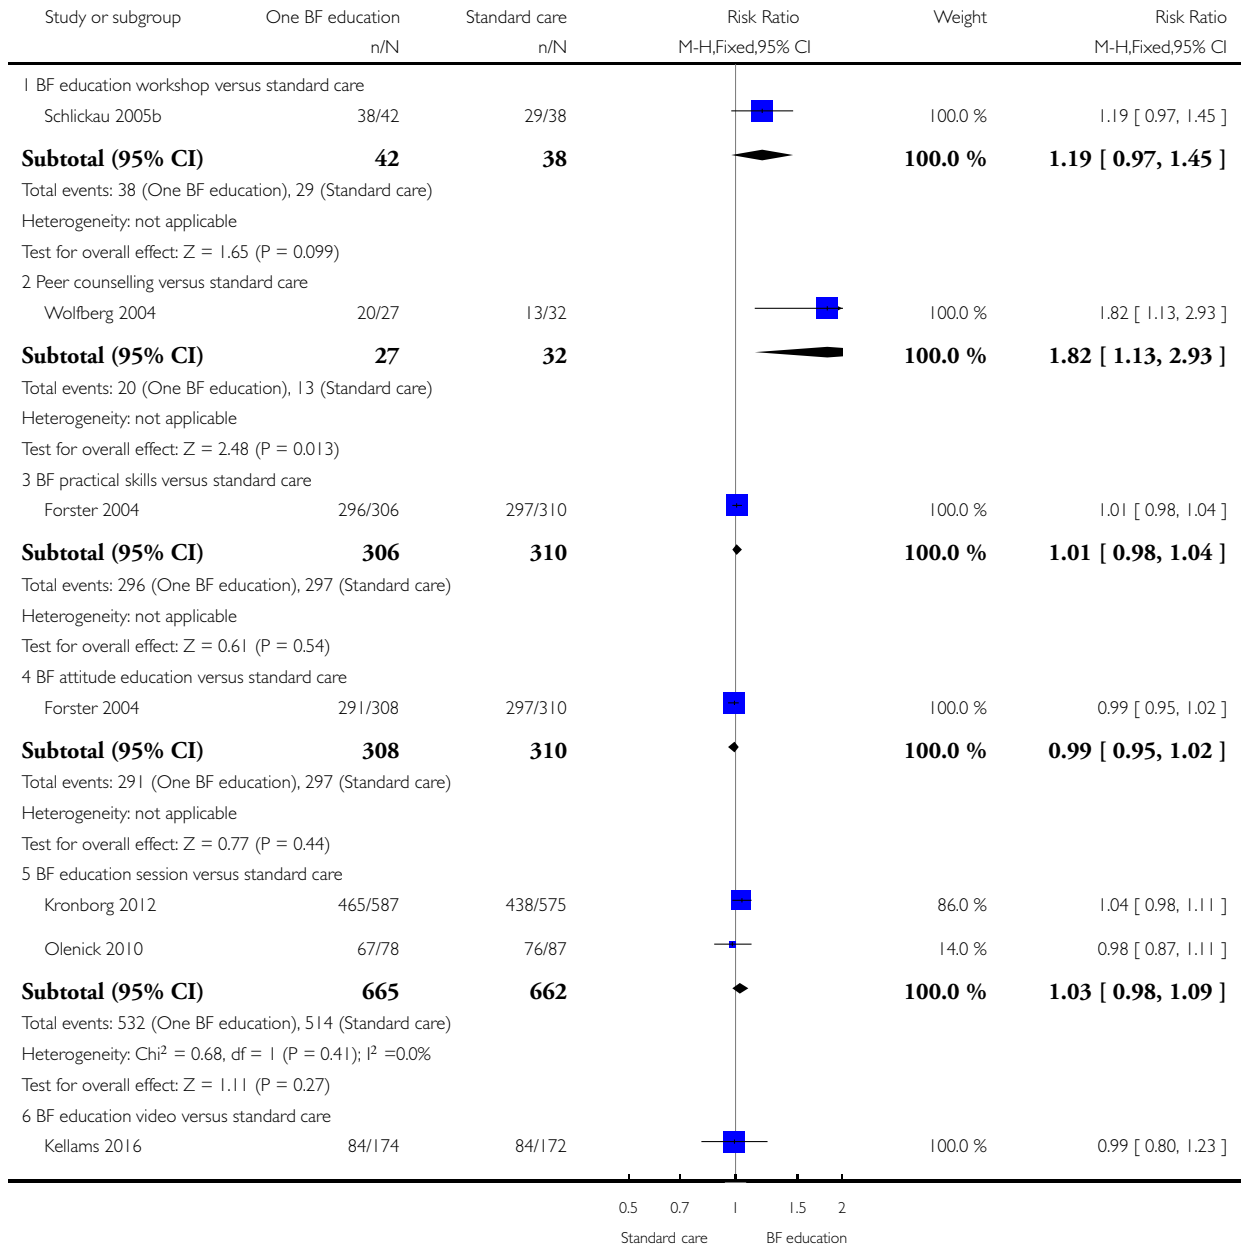 Study or subgroup One BF education Standard care Risk Ratio Weight Risk Ratio
n/N n/N M-H,Fixed,95% CI M-H,Fixed,95% CI
1 BF education workshop versus standard care
Schlickau 2005b 38/42 29/38 100.0 % 1.19 [ 0.97, 1.45 ]
Subtotal (95% CI) 42 38 100.0 % 1.19 [ 0.97, 1.45 ]
Total events: 38 (One BF education), 29 (Standard care)
Heterogeneity: not applicable
Test for overall effect: Z = 1.65 (P = 0.099)
2 Peer counselling versus standard care
Wolfberg 2004 20/27 13/32 100.0 % 1.82 [ 1.13, 2.93 ]
Subtotal (95% CI) 27 32 100.0 % 1.82 [ 1.13, 2.93 ]
Total events: 20 (One BF education), 13 (Standard care)
Heterogeneity: not applicable
Test for overall effect: Z = 2.48 (P = 0.013)
3 BF practical skills versus standard care
Forster 2004 296/306 297/310 100.0 % 1.01 [ 0.98, 1.04 ]
Subtotal (95% CI) 306 310 100.0 % 1.01 [ 0.98, 1.04 ]
Total events: 296 (One BF education), 297 (Standard care)
Heterogeneity: not applicable
Test for overall effect: Z = 0.61 (P = 0.54)
4 BF attitude education versus standard care
Forster 2004 291/308 297/310 100.0 % 0.99 [ 0.95, 1.02 ]
Subtotal (95% CI) 308 310 100.0 % 0.99 [ 0.95, 1.02 ]
Total events: 291 (One BF education), 297 (Standard care)
Heterogeneity: not applicable
Test for overall effect: Z = 0.77 (P = 0.44)
5 BF education session versus standard care
Kronborg 2012 465/587 438/575 86.0 % 1.04 [ 0.98, 1.11 ]
Olenick 2010 67/78 76/87 14.0 % 0.98 [ 0.87, 1.11 ]
Subtotal (95% CI) 665 662 100.0 % 1.03 [ 0.98, 1.09 ]
Total events: 532 (One BF education), 514 (Standard care)
Heterogeneity: Chi² = 0.68, df = 1 (P = 0.41); I² =0.0%
Test for overall effect: Z = 1.11 (P = 0.27)
6 BF education video versus standard care
Kellams 2016 84/174 84/172 100.0 % 0.99 [ 0.80, 1.23 ]
0.5 0.7 1 1.5 2
Standard care BF education